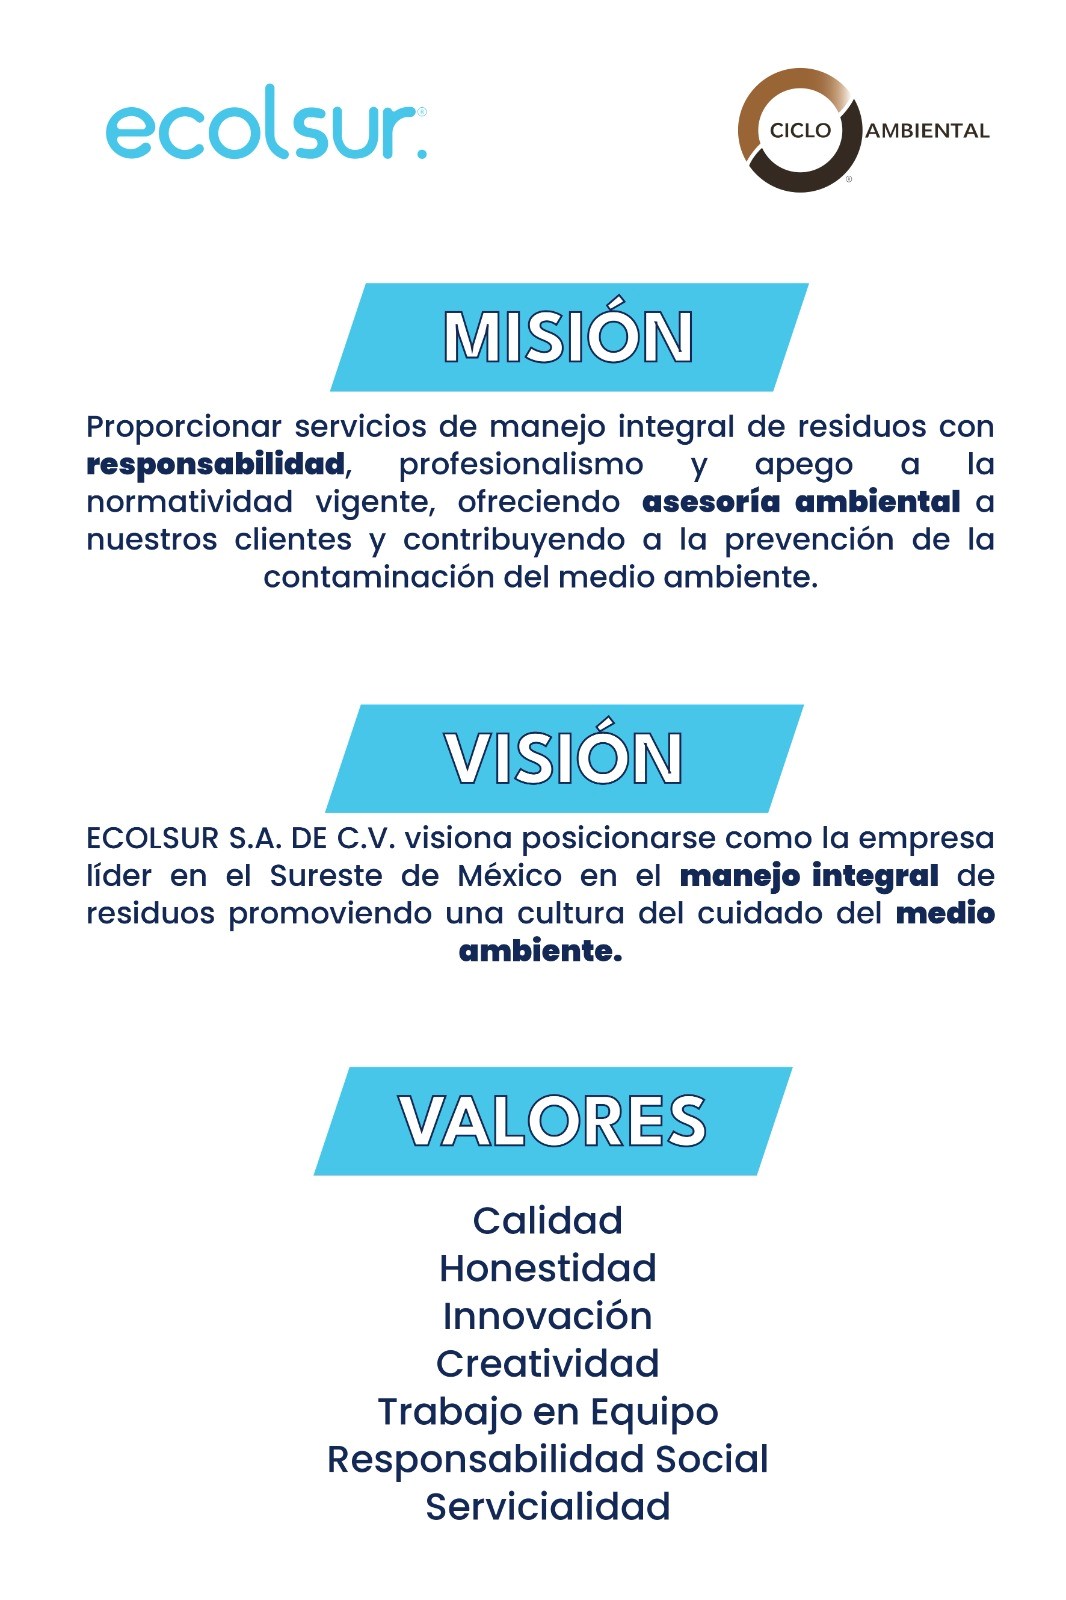 ecolsur.®
CICLO AMBIENTAL
®
MISIÓN
Proporcionar servicios de manejo integral de residuos con
responsabilidad, profesionalismo y apego a la
normatividad vigente, ofreciendo asesoría ambiental a
nuestros clientes y contribuyendo a la prevención de la
contaminación del medio ambiente.
VISIÓN
ECOLSUR S.A. DE C.V. visiona posicionarse como la empresa
líder en el Sureste de México en el manejo integral de
residuos promoviendo una cultura del cuidado del medio
ambiente.
VALORES
Calidad
Honestidad
Innovación
Creatividad
Trabajo en Equipo
Responsabilidad Social
Servicialidad